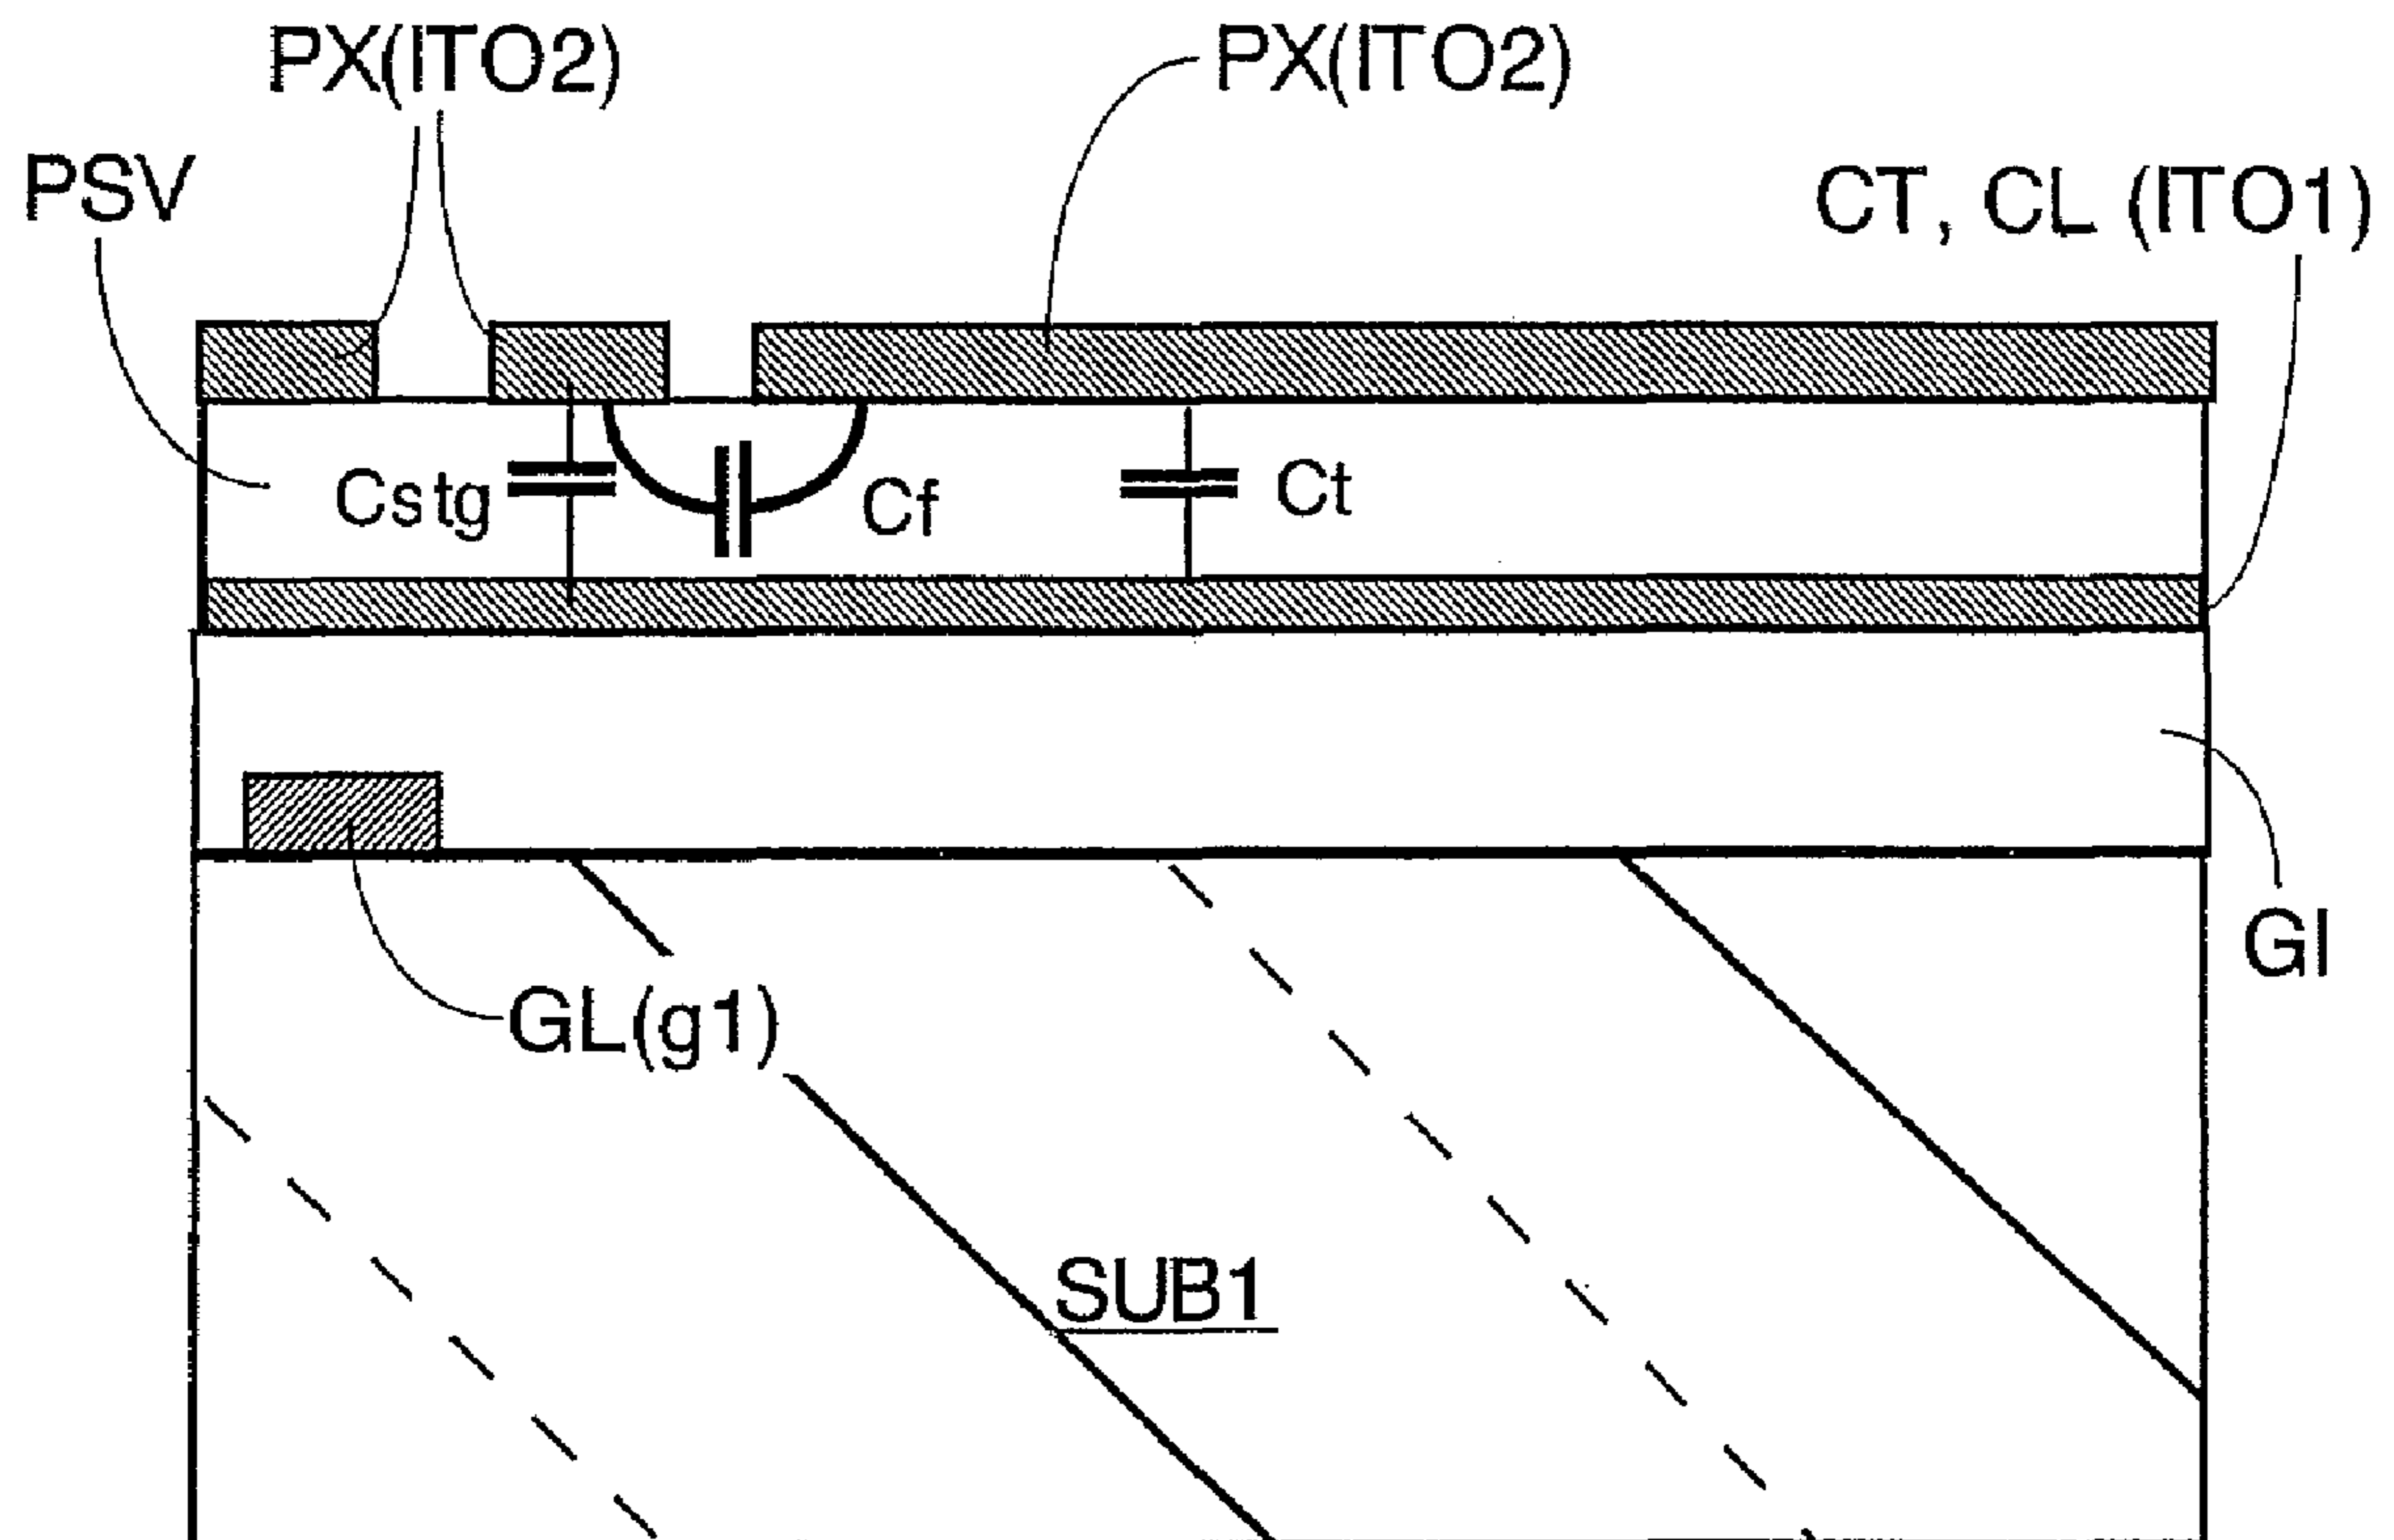 PX(ITO2)
PX(ITO2)
PSV
CT, CL (ITO1)
Cstg
Cf
Ct
GI
GL(g1)
SUB1